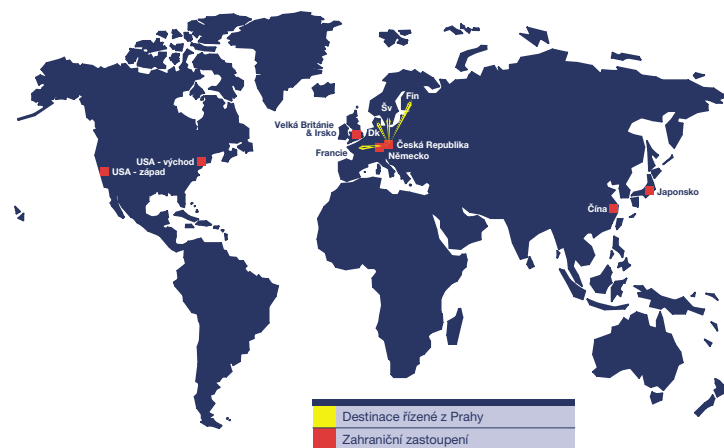 Fin
Šv
Velká Británie
& Irsko
Dk
Česká Republika
Francie
Německo
USA - východ
USA - západ
Japonsko
Čína
Destinace řízené z Prahy
Zahraniční zastoupení